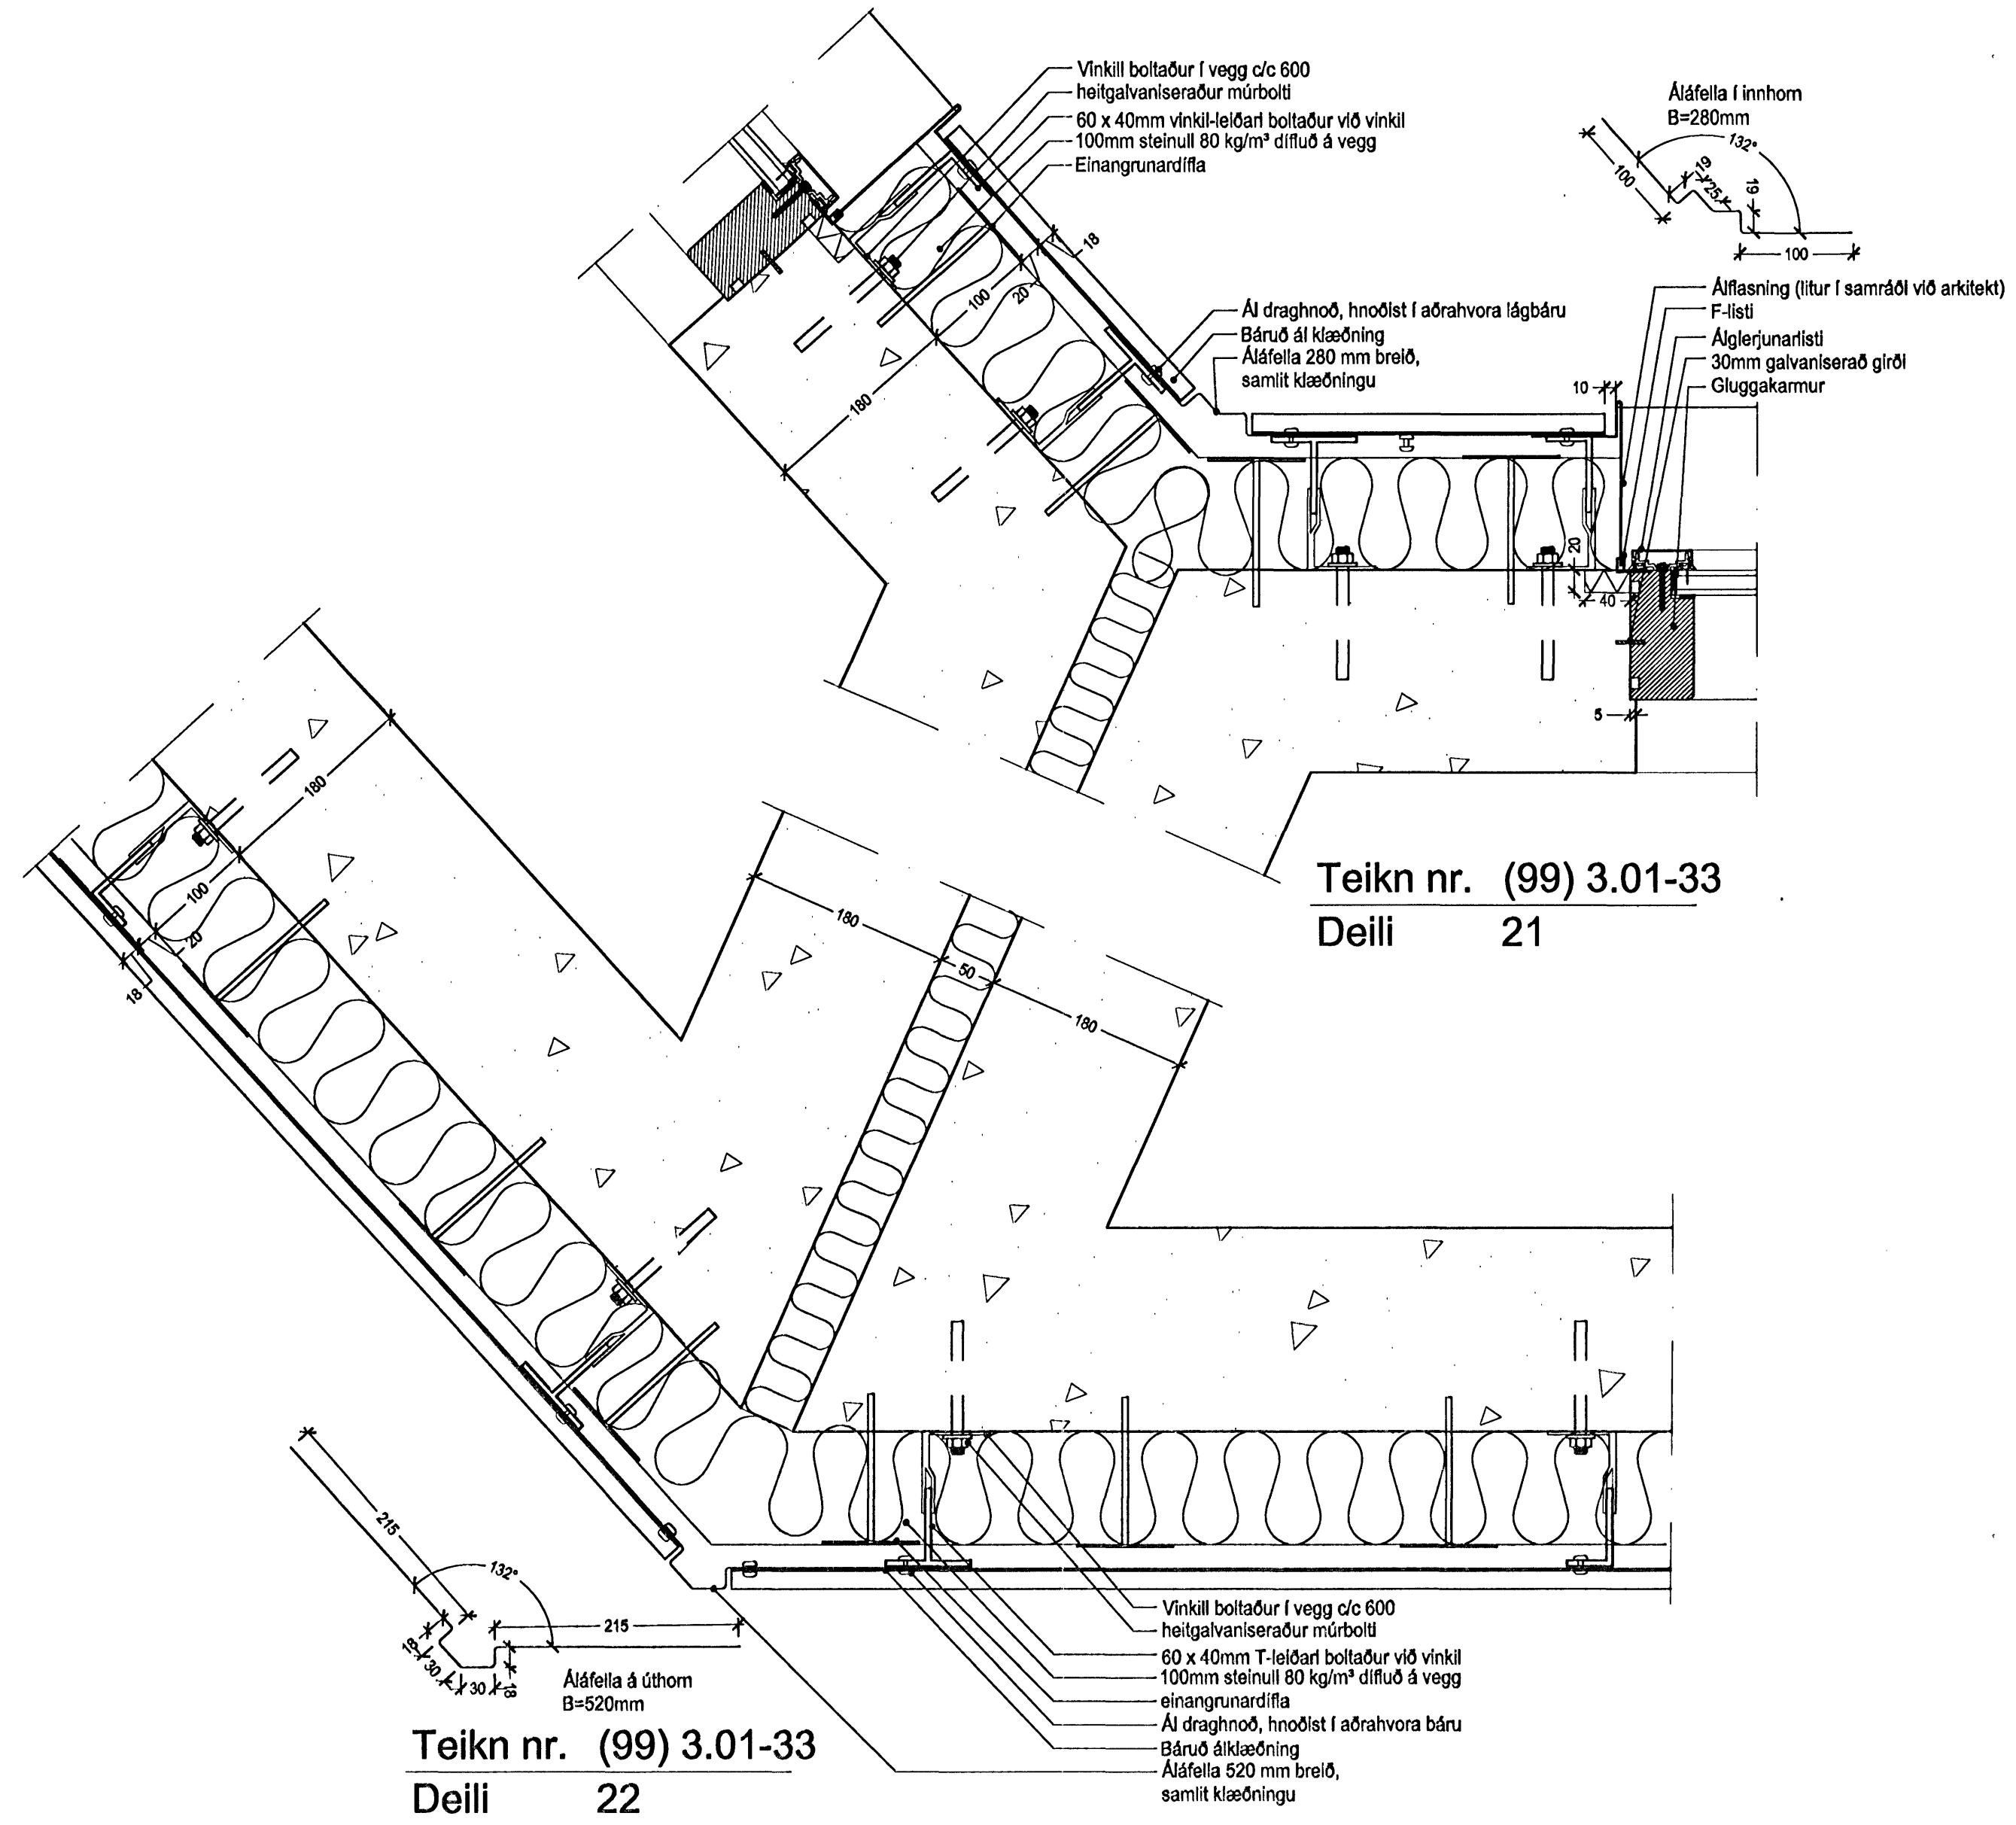 Vinkill boltaður í vegg c/c 600
heitgalvaniseraður múrbolti
60 x 40mm vinkil-leiðari boltaður við vinkil
100mm steinull 80 kg/m³ dífluð á vegg
Einangrunardífla
Áláfella í innhorn
B=280mm
132°
100
19
25
19
100
18
100
20
180
Ál draghnoð, hnoðist í aðrahvora lágbáru
Báruð ál klæðning
Áláfella 280 mm breið,
samlit klæðningu
Álflasning (litur í samráði við arkitekt)
F-listi
Álglerjunarlisti
30mm galvaniserað girði
Gluggakarmur
10
20
40
5
Teikn nr. (99) 3.01-33
Deili 21
180
100
20
18
180
50
180
215
132°
215
18
30
30
18
Áláfella á úthorn
B=520mm
Vinkill boltaður í vegg c/c 600
heitgalvaniseraður múrbolti
60 x 40mm T-leiðari boltaður við vinkil
100mm steinull 80 kg/m³ dífluð á vegg
einangrunardífla
Ál draghnoð, hnoðist í aðrahvora báru
Báruð álklæðning
Áláfella 520 mm breið,
samlit klæðningu
Teikn nr. (99) 3.01-33
Deili 22